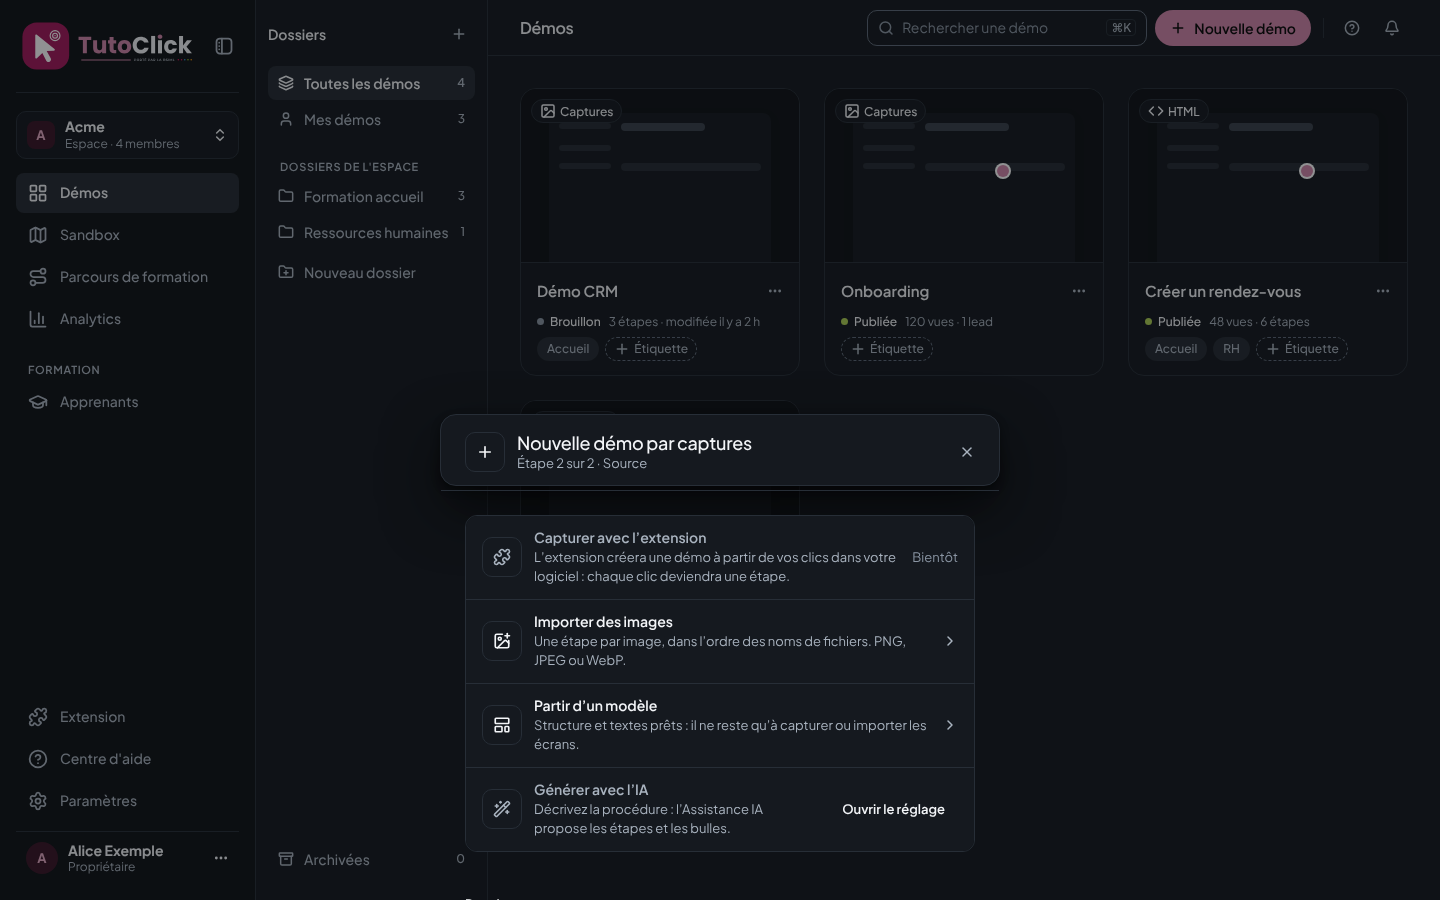 TutoClick
Acme
Espace · 4 membres
Démos
Sandbox
Parcours de formation
Analytics
FORMATION
Apprenants
Extension
Centre d'aide
Paramètres
A
Alice Exemple
Propriétaire
Dossiers
Toutes les démos 4
Mes démos 3
DOSSIERS DE L'ESPACE
Formation accueil 3
Ressources humaines 1
Nouveau dossier
Archivées 0
Démos
Rechercher une démo ⌘K
Nouvelle démo
Captures
Démo CRM
Brouillon 3 étapes · modifiée il y a 2 h
Accueil + Étiquette
Captures
Onboarding
Publiée 120 vues · 1 lead
+ Étiquette
HTML
Créer un rendez-vous
Publiée 48 vues · 6 étapes
Accueil RH + Étiquette
Nouvelle démo par captures
Étape 2 sur 2 · Source
Capturer avec l’extension
L’extension créera une démo à partir de vos clics dans votre
logiciel : chaque clic deviendra une étape.
Bientôt
Importer des images
Une étape par image, dans l’ordre des noms de fichiers. PNG,
JPEG ou WebP.
Partir d’un modèle
Structure et textes prêts : il ne reste qu’à capturer ou importer les
écrans.
Générer avec l’IA
Décrivez la procédure : l’Assistance IA
propose les étapes et les bulles.
Ouvrir le réglage